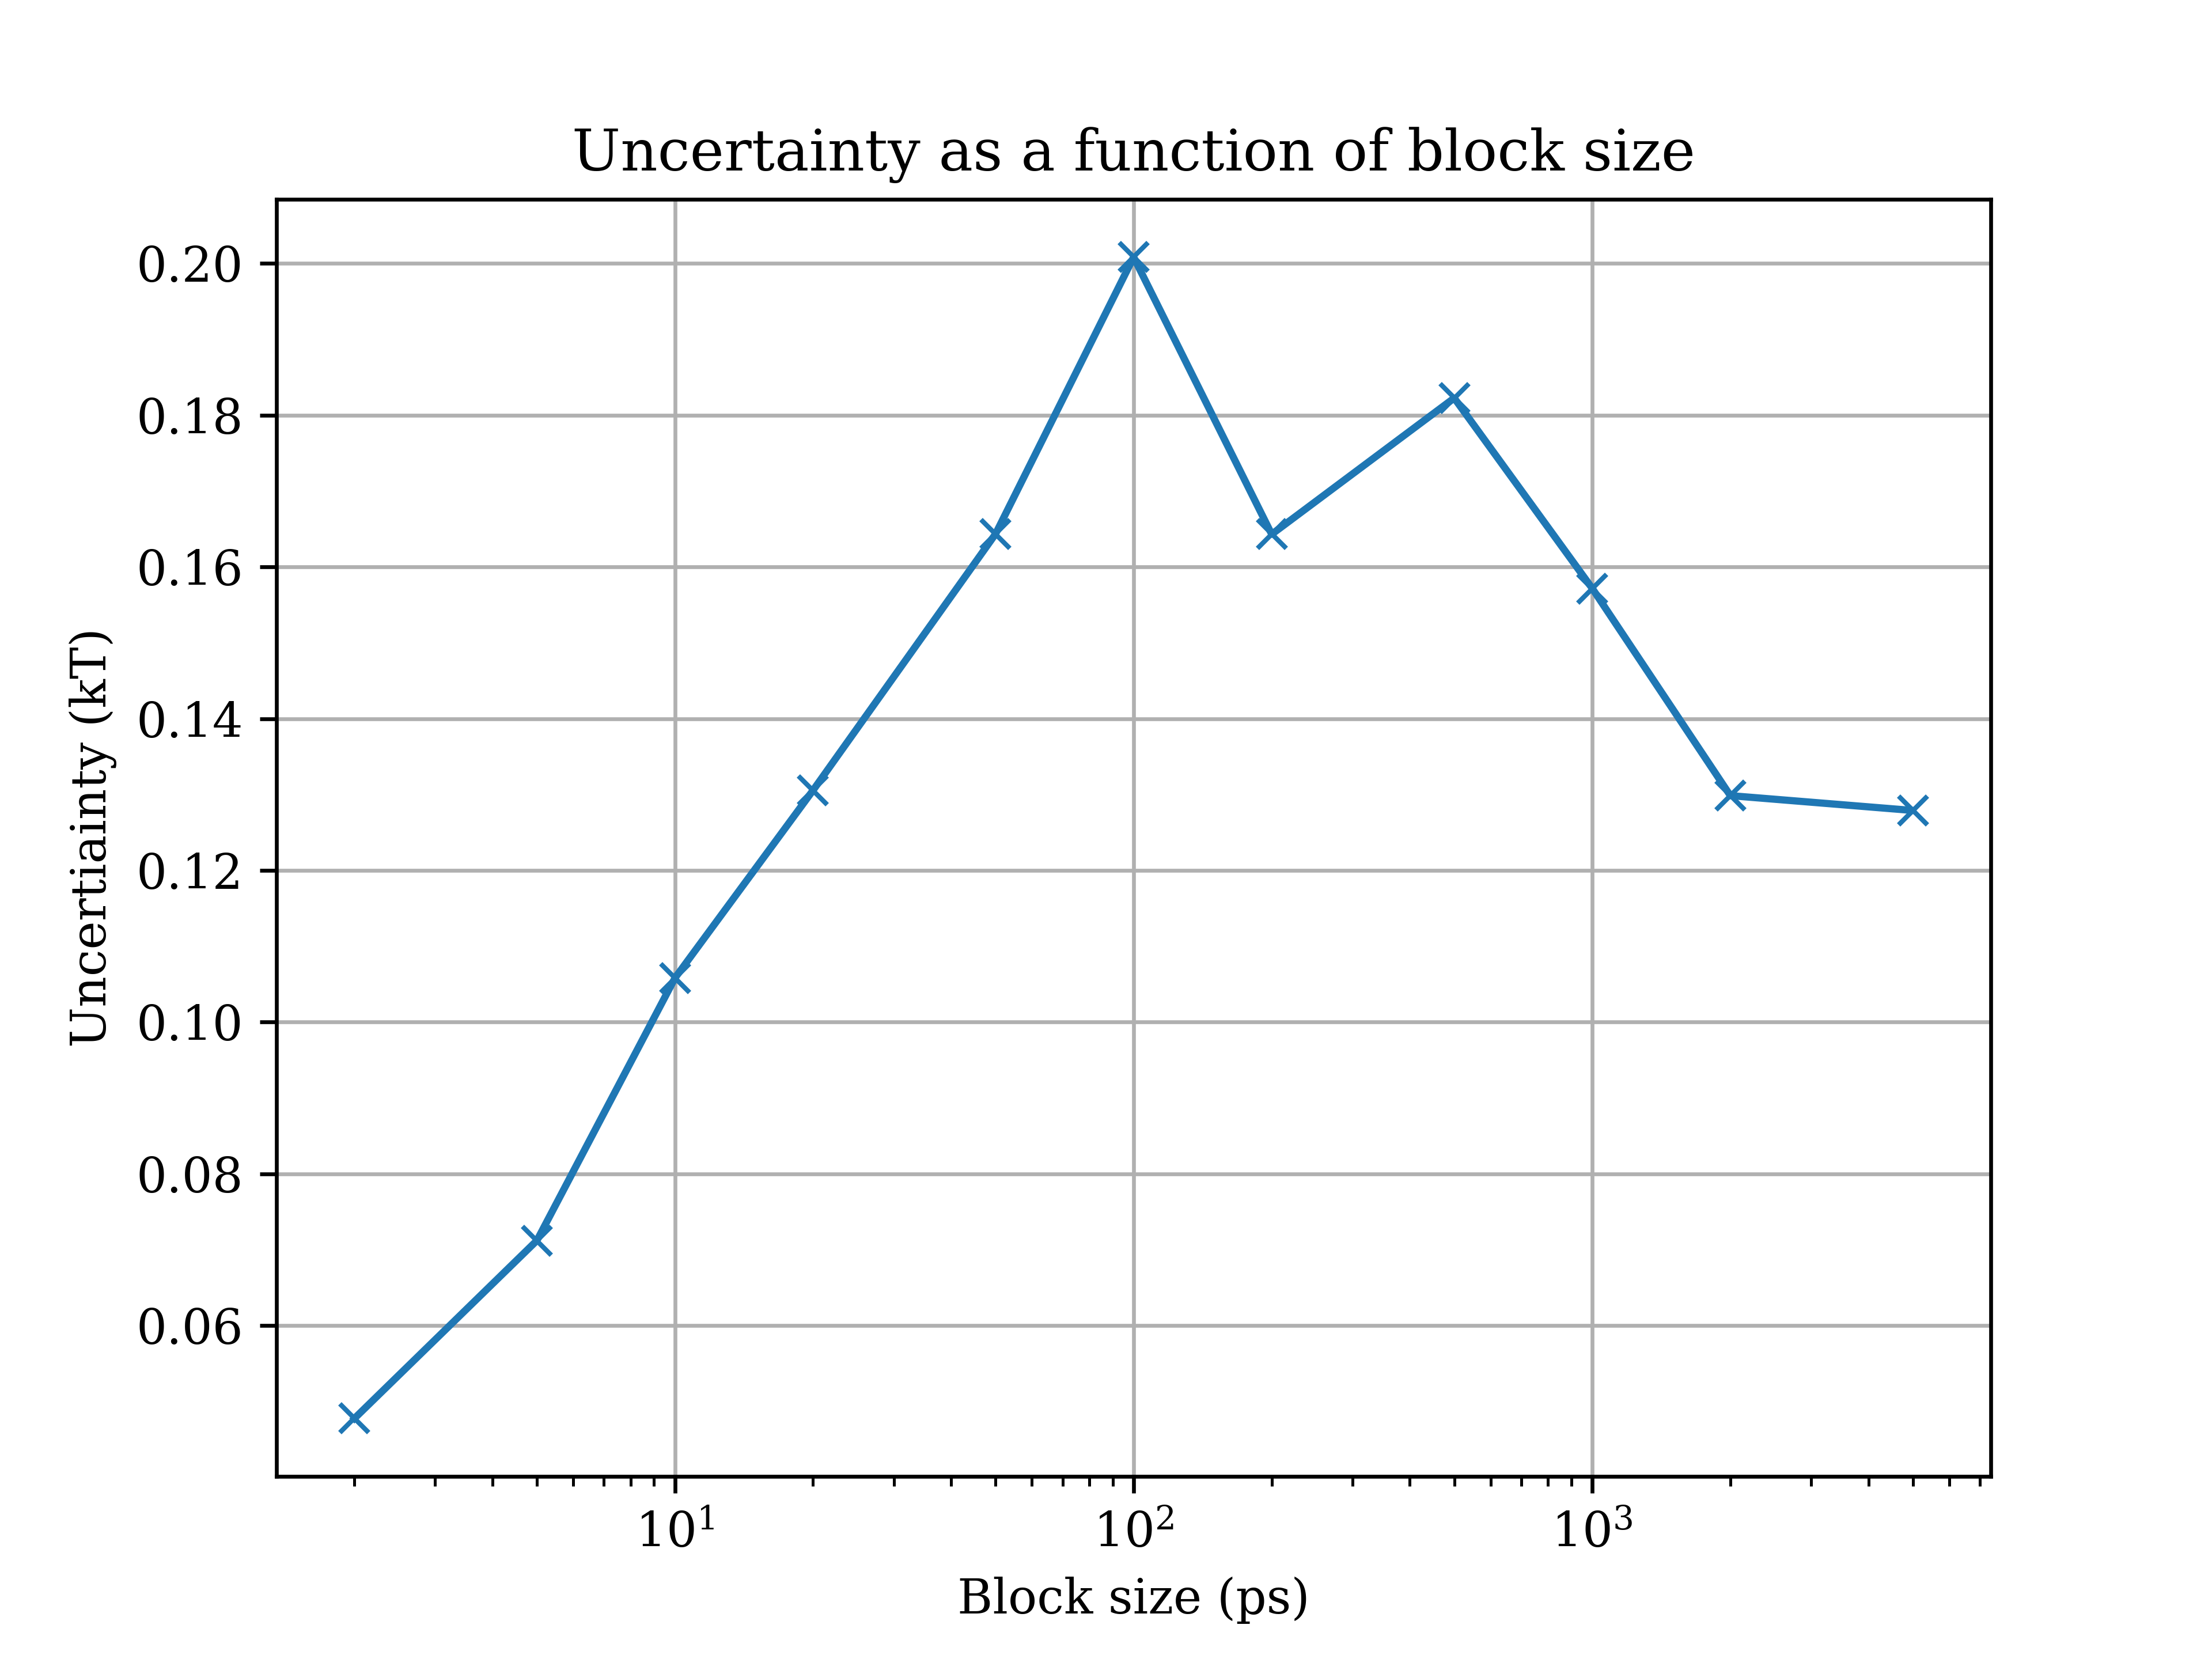 Uncertainty as a function of block size
0.20
0.18
0.16
0.14
0.12
0.10
0.08
0.06
Uncertiainty (kT)
10¹ 10² 10³
Block size (ps)